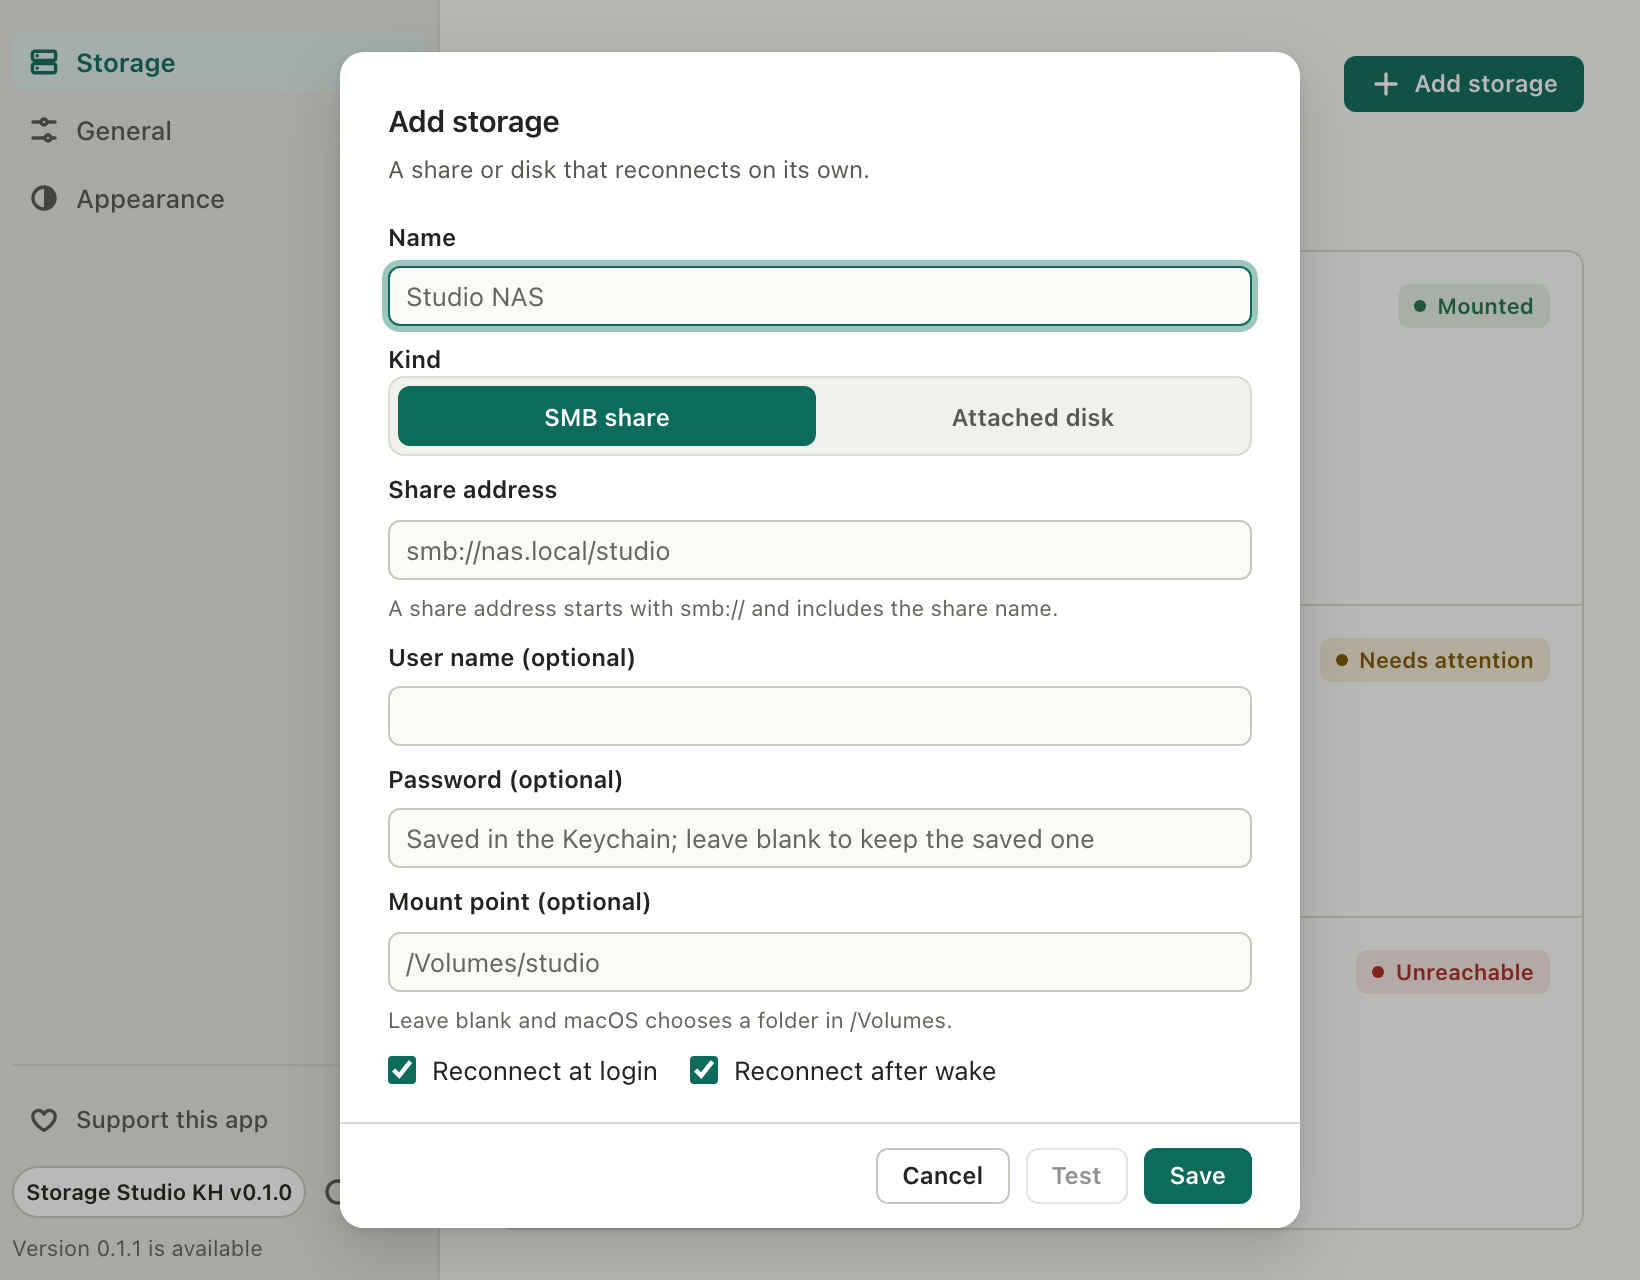 Storage
General
Appearance
Add storage
Mounted
Needs attention
Unreachable
Add storage
A share or disk that reconnects on its own.
Name
Studio NAS
Kind
SMB share
Attached disk
Share address
smb://nas.local/studio
A share address starts with smb:// and includes the share name.
User name (optional)
Password (optional)
Saved in the Keychain; leave blank to keep the saved one
Mount point (optional)
/Volumes/studio
Leave blank and macOS chooses a folder in /Volumes.
Reconnect at login
Reconnect after wake
Cancel
Test
Save
Support this app
Storage Studio KH v0.1.0
Version 0.1.1 is available